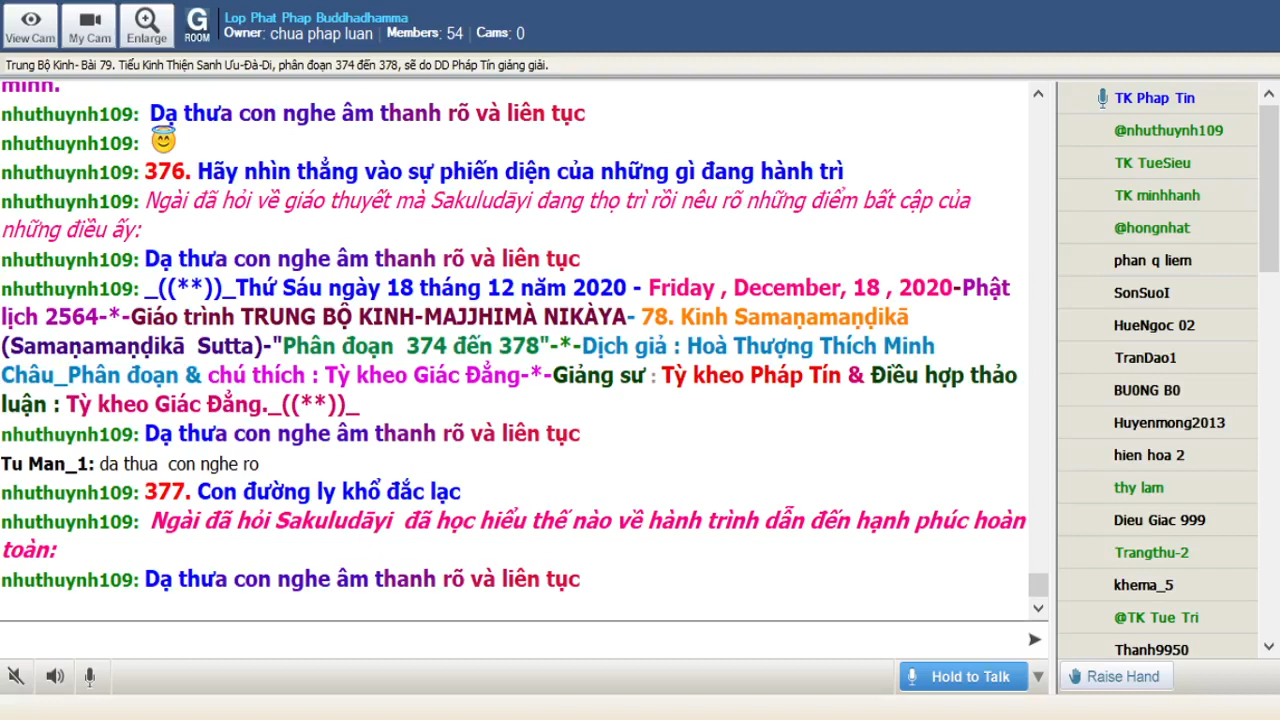 View Cam
My Cam
Enlarge
G
ROOM
Lop Phat Phap Buddhadhamma
Owner: chua phap luan | Members: 54 | Cams: 0
Trung Bộ Kinh- Bài 79. Tiểu Kinh Thiện Sanh Ưu-Đà-Di, phân đoạn 374 đến 378, sẽ do DD Pháp Tín giảng giải.
minh.
nhuthuynh109: Dạ thưa con nghe âm thanh rõ và liên tục
nhuthuynh109:
nhuthuynh109: 376. Hãy nhìn thẳng vào sự phiến diện của những gì đang hành trì
nhuthuynh109: Ngài đã hỏi về giáo thuyết mà Sakuludāyi đang thọ trì rồi nêu rõ những điểm bất cập của
những điều ấy:
nhuthuynh109: Dạ thưa con nghe âm thanh rõ và liên tục
nhuthuynh109: _((**))_Thứ Sáu ngày 18 tháng 12 năm 2020 - Friday , December, 18 , 2020-Phật
lịch 2564-*-Giáo trình TRUNG BỘ KINH-MAJJHIMÀ NIKÀYA- 78. Kinh Samaṇamaṇḍikā
(Samaṇamaṇḍikā Sutta)-"Phân đoạn 374 đến 378"-*-Dịch giả : Hoà Thượng Thích Minh
Châu_Phân đoạn & chú thích : Tỳ kheo Giác Đẳng-*-Giảng sư : Tỳ kheo Pháp Tín & Điều hợp thảo
luận : Tỳ kheo Giác Đẳng._((**))_
nhuthuynh109: Dạ thưa con nghe âm thanh rõ và liên tục
Tu Man_1: da thua con nghe ro
nhuthuynh109: 377. Con đường ly khổ đắc lạc
nhuthuynh109: Ngài đã hỏi Sakuludāyi đã học hiểu thế nào về hành trình dẫn đến hạnh phúc hoàn
toàn:
nhuthuynh109: Dạ thưa con nghe âm thanh rõ và liên tục
TK Phap Tin
@nhuthuynh109
TK TueSieu
TK minhhanh
@hongnhat
phan q liem
SonSuoI
HueNgoc 02
TranDao1
BU0NG B0
Huyenmong2013
hien hoa 2
thy lam
Dieu Giac 999
Trangthu-2
khema_5
@TK Tue Tri
Thanh9950
Hold to Talk
Raise Hand